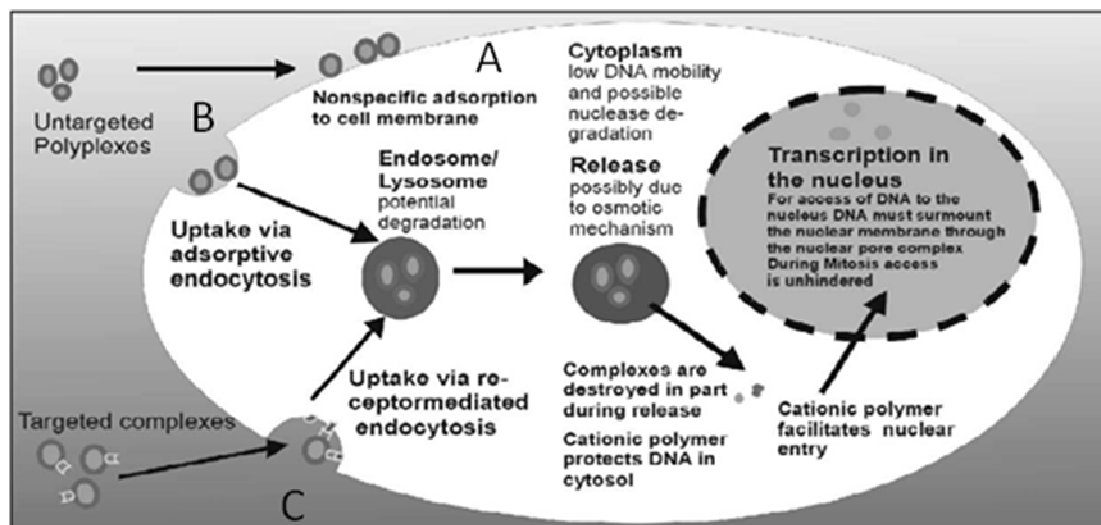 A
Untargeted
Polyplexes
B
Nonspecific adsorption
to cell membrane
Cytoplasm
low DNA mobility
and possible
nuclease de-
gradation
Endosome/
Lysosome
potential
degradation
Release
possibly due
to osmotic
mechanism
Transcription in
the nucleus
For access of DNA to the
nucleus DNA must surmount
the nuclear membrane through
the nuclear pore complex
During Mitosis access
is unhindered
Uptake via
adsorptive
endocytosis
Uptake via re-
ceptormediated
endocytosis
Targeted complexes
C
Complexes are
destroyed in part
during release
Cationic polymer
protects DNA in
cytosol
Cationic polymer
facilitates nuclear
entry